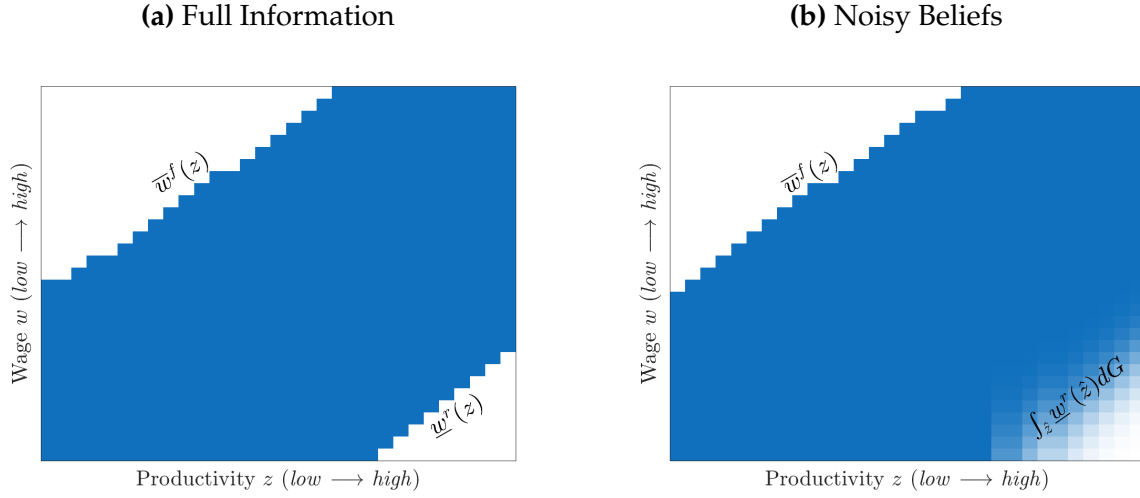 (a) Full Information
w̅ᶠ(z)
w̲ʳ(z)
Wage w (low ⟶ high)
Productivity z (low ⟶ high)
(b) Noisy Beliefs
w̅ᶠ(z)
∫_ẑ w̲ʳ(ẑ)dG
Wage w (low ⟶ high)
Productivity z (low ⟶ high)